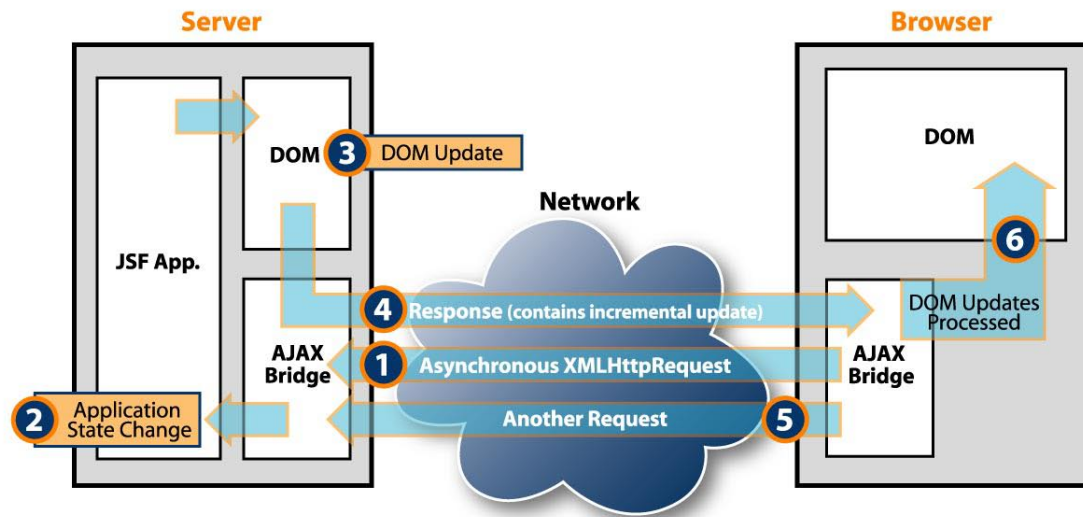 Server
Browser
DOM
3
DOM Update
DOM
Network
JSF App.
6
4
Response (contains incremental update)
DOM Updates
Processed
AJAX
Bridge
1
Asynchronous XMLHttpRequest
AJAX
Bridge
2
Application
State Change
Another Request
5